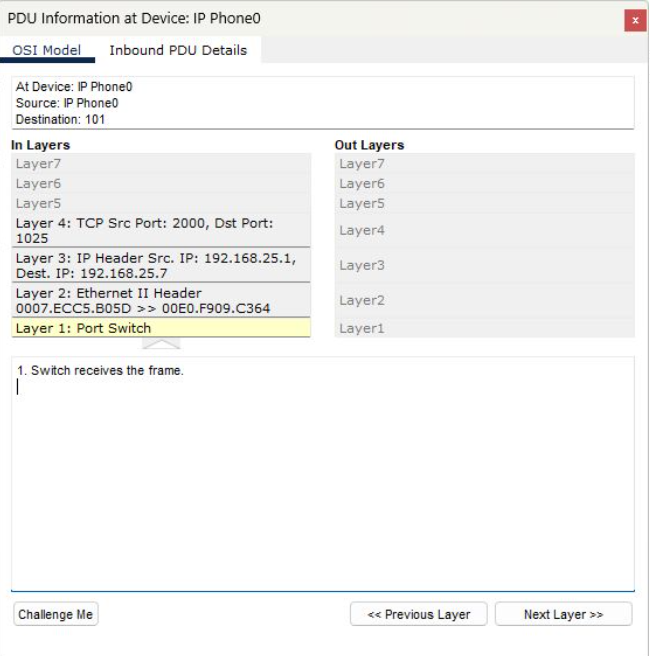 PDU Information at Device: IP Phone0
x
OSI Model Inbound PDU Details
At Device: IP Phone0
Source: IP Phone0
Destination: 101
In Layers
Layer7
Layer6
Layer5
Layer 4: TCP Src Port: 2000, Dst Port:
1025
Layer 3: IP Header Src. IP: 192.168.25.1,
Dest. IP: 192.168.25.7
Layer 2: Ethernet II Header
0007.ECC5.B05D >> 00E0.F909.C364
Layer 1: Port Switch
Out Layers
Layer7
Layer6
Layer5
Layer4
Layer3
Layer2
Layer1
1. Switch receives the frame.
Challenge Me
<< Previous Layer
Next Layer >>